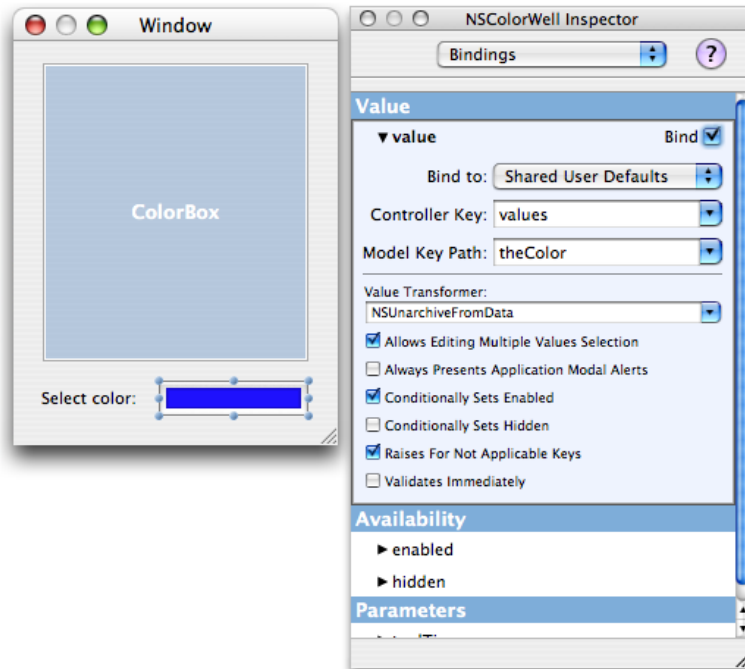 Window
ColorBox
Select color:
NSColorWell Inspector
Bindings
?
Value
value
Bind
Bind to: Shared User Defaults
Controller Key: values
Model Key Path: theColor
Value Transformer:
NSUnarchiveFromData
Allows Editing Multiple Values Selection
Always Presents Application Modal Alerts
Conditionally Sets Enabled
Conditionally Sets Hidden
Raises For Not Applicable Keys
Validates Immediately
Availability
enabled
hidden
Parameters